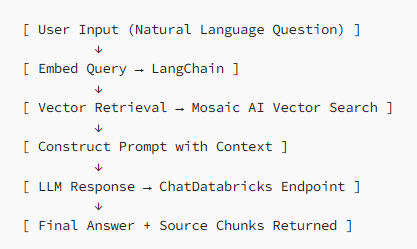 [ User Input (Natural Language Question) ]
↓
[ Embed Query → LangChain ]
↓
[ Vector Retrieval → Mosaic AI Vector Search ]
↓
[ Construct Prompt with Context ]
↓
[ LLM Response → ChatDatabricks Endpoint ]
↓
[ Final Answer + Source Chunks Returned ]